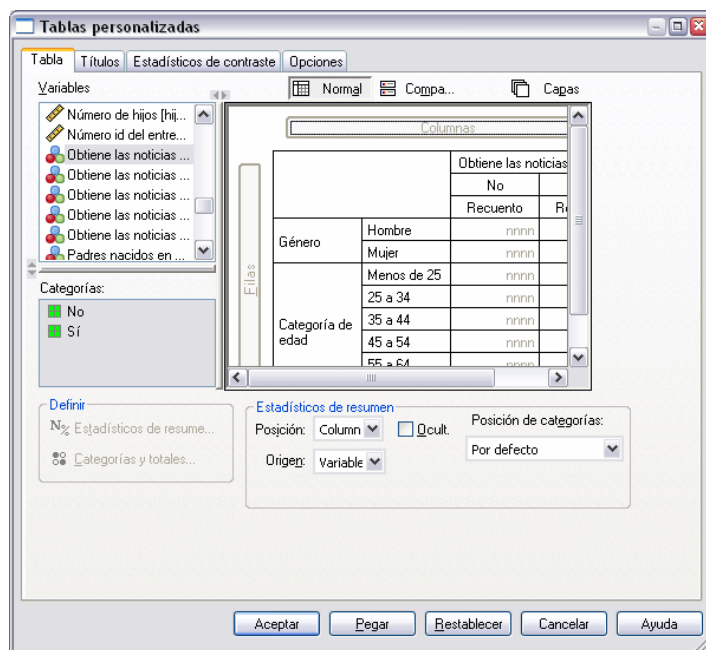 Tablas personalizadas
Tabla Títulos Estadísticos de contraste Opciones
Variables
Normal Compa... Capas
Número de hijos [hij...
Número id del entre...
Obtiene las noticias ...
Obtiene las noticias ...
Obtiene las noticias ...
Obtiene las noticias ...
Obtiene las noticias ...
Padres nacidos en ...
Categorías:
No
Sí
Columnas
Filas
Obtiene las noticias
No
Recuento
Género Hombre nnnn
Mujer nnnn
Categoría de edad Menos de 25 nnnn
25 a 34 nnnn
35 a 44 nnnn
45 a 54 nnnn
55 a 64 nnnn
Definir
N% Estadísticos de resume...
Categorías y totales...
Estadísticos de resumen
Posición: Column Ocult.
Origen: Variable
Posición de categorías:
Por defecto
Aceptar Pegar Restablecer Cancelar Ayuda